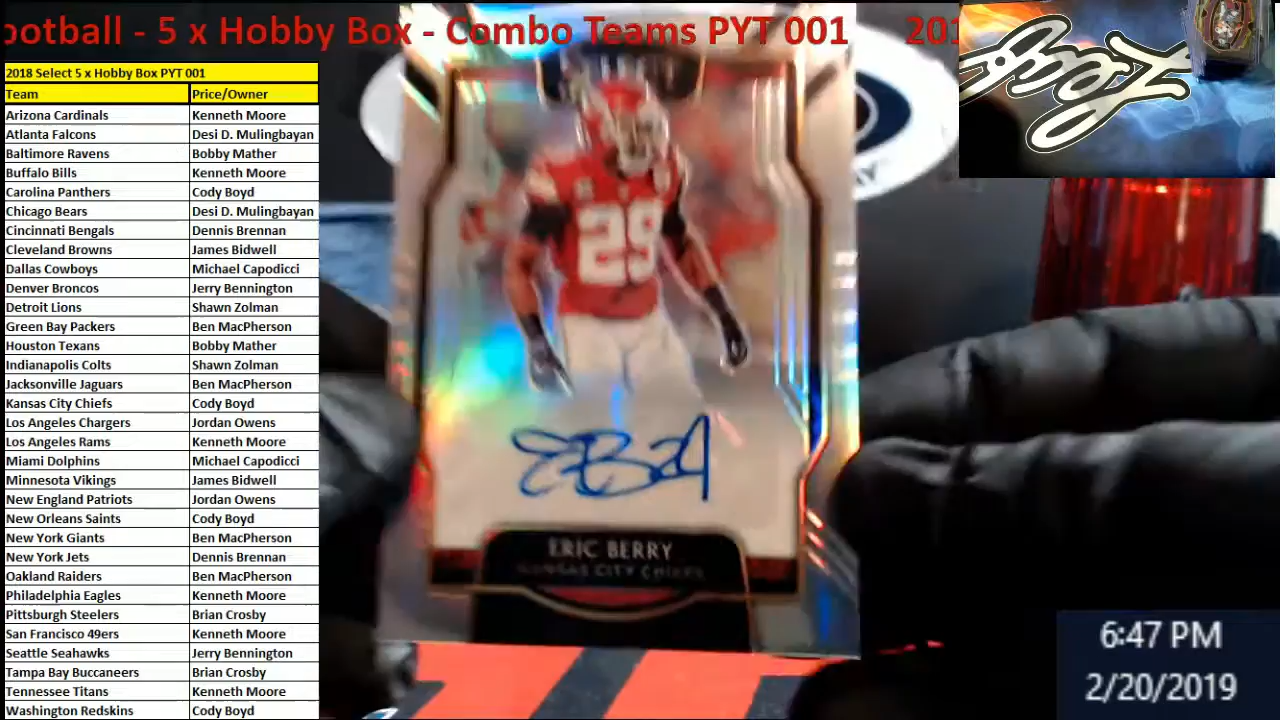 ootball - 5 x Hobby Box - Combo Teams PYT 001 201
2018 Select 5 x Hobby Box PYT 001
Team Price/Owner
Arizona Cardinals Kenneth Moore
Atlanta Falcons Desi D. Mulingbayan
Baltimore Ravens Bobby Mather
Buffalo Bills Kenneth Moore
Carolina Panthers Cody Boyd
Chicago Bears Desi D. Mulingbayan
Cincinnati Bengals Dennis Brennan
Cleveland Browns James Bidwell
Dallas Cowboys Michael Capodicci
Denver Broncos Jerry Bennington
Detroit Lions Shawn Zolman
Green Bay Packers Ben MacPherson
Houston Texans Bobby Mather
Indianapolis Colts Shawn Zolman
Jacksonville Jaguars Ben MacPherson
Kansas City Chiefs Cody Boyd
Los Angeles Chargers Jordan Owens
Los Angeles Rams Kenneth Moore
Miami Dolphins Michael Capodicci
Minnesota Vikings James Bidwell
New England Patriots Jordan Owens
New Orleans Saints Cody Boyd
New York Giants Ben MacPherson
New York Jets Dennis Brennan
Oakland Raiders Ben MacPherson
Philadelphia Eagles Kenneth Moore
Pittsburgh Steelers Brian Crosby
San Francisco 49ers Kenneth Moore
Seattle Seahawks Jerry Bennington
Tampa Bay Buccaneers Brian Crosby
Tennessee Titans Kenneth Moore
Washington Redskins Cody Boyd
29
ERIC BERRY
KANSAS CITY CHIEFS
6:47 PM
2/20/2019